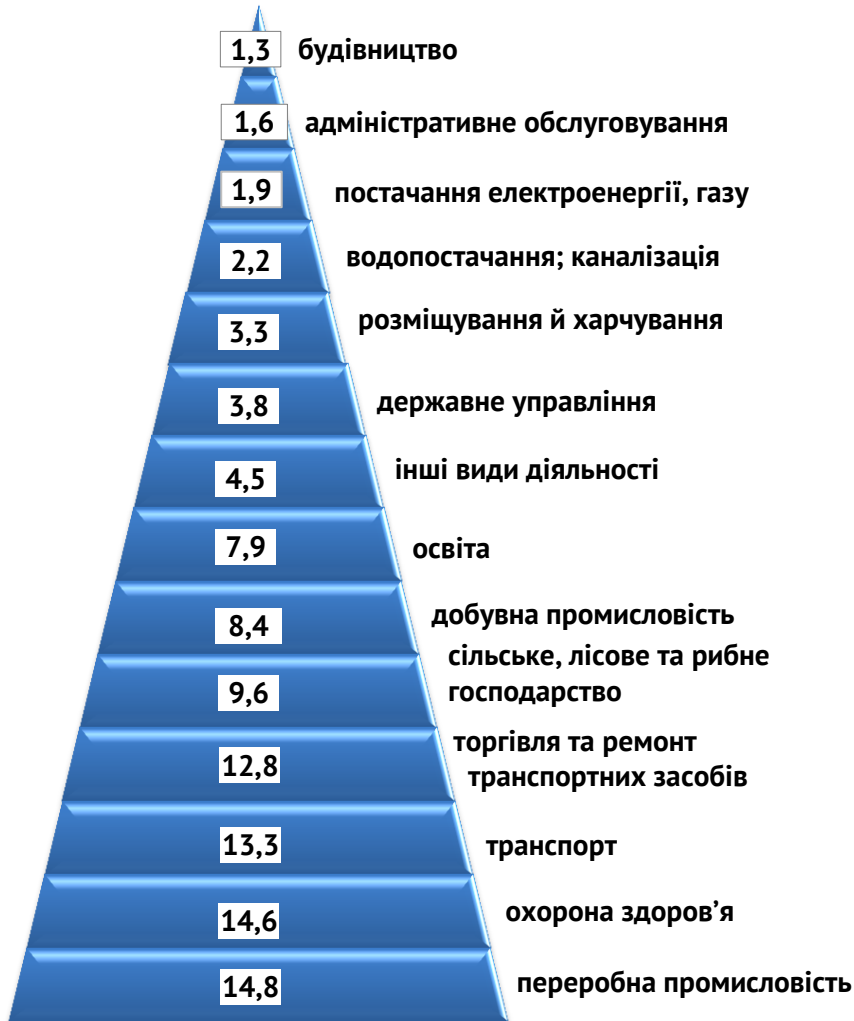 1,3 будівництво
1,6 адміністративне обслуговування
1,9 постачання електроенергії, газу
2,2 водопостачання; каналізація
3,3 розміщування й харчування
3,8 державне управління
4,5 інші види діяльності
7,9 освіта
8,4 добувна промисловість
сільське, лісове та рибне
9,6 господарство
торгівля та ремонт
12,8 транспортних засобів
13,3 транспорт
14,6 охорона здоров’я
14,8 переробна промисловість